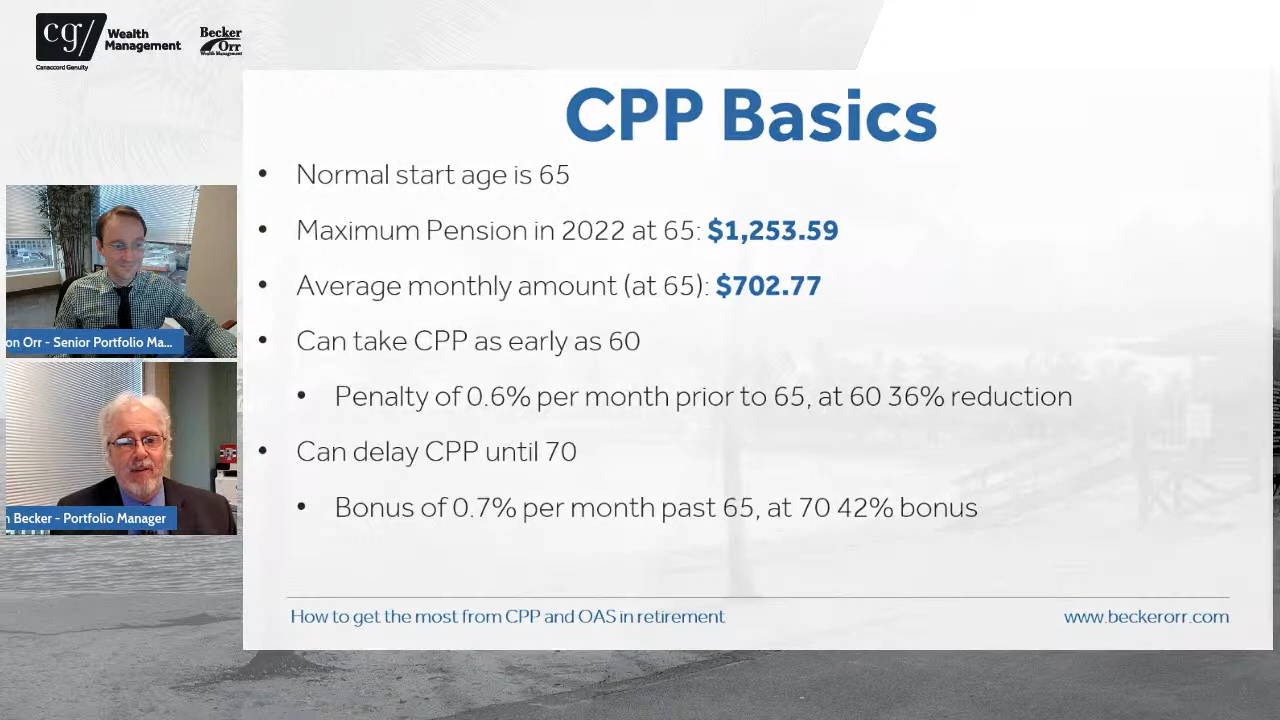 cg/ Wealth
Management
Canaccord Genuity
Becker
Orr
Wealth Management
CPP Basics
• Normal start age is 65
• Maximum Pension in 2022 at 65: $1,253.59
• Average monthly amount (at 65): $702.77
• Can take CPP as early as 60
• Penalty of 0.6% per month prior to 65, at 60 36% reduction
• Can delay CPP until 70
• Bonus of 0.7% per month past 65, at 70 42% bonus
on Orr - Senior Portfolio Ma...
n Becker - Portfolio Manager
How to get the most from CPP and OAS in retirement
www.beckerorr.com